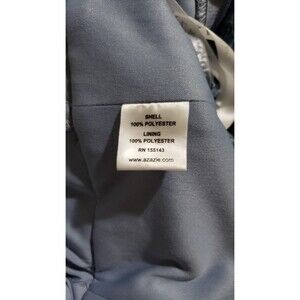 SHELL
100% POLYESTER
LINING
100% POLYESTER
RN 155143
www.azazie.com